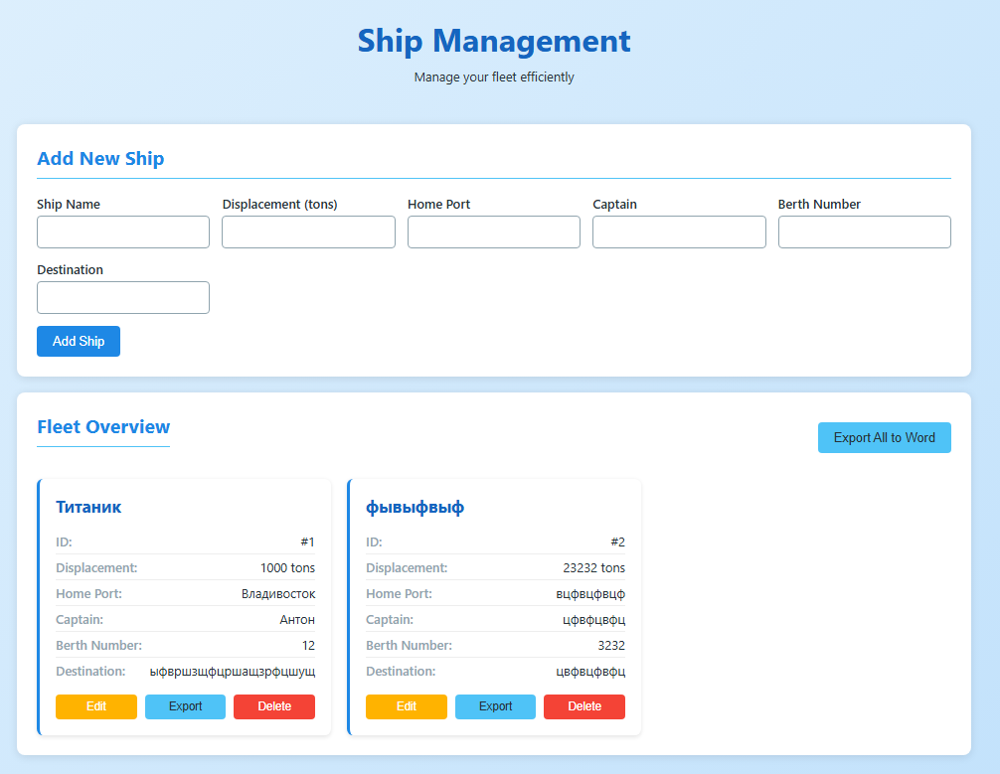 Ship Management
Manage your fleet efficiently
Add New Ship
Ship Name Displacement (tons) Home Port Captain Berth Number
Destination
Add Ship
Fleet Overview
Export All to Word
Титаник
ID: #1
Displacement: 1000 tons
Home Port: Владивосток
Captain: Антон
Berth Number: 12
Destination: ыфвршзщфцршащзрфцшущ
Edit Export Delete
фывыфвыф
ID: #2
Displacement: 23232 tons
Home Port: вцфвцфвцф
Captain: цфвфцвфц
Berth Number: 3232
Destination: цвфвцфвфц
Edit Export Delete